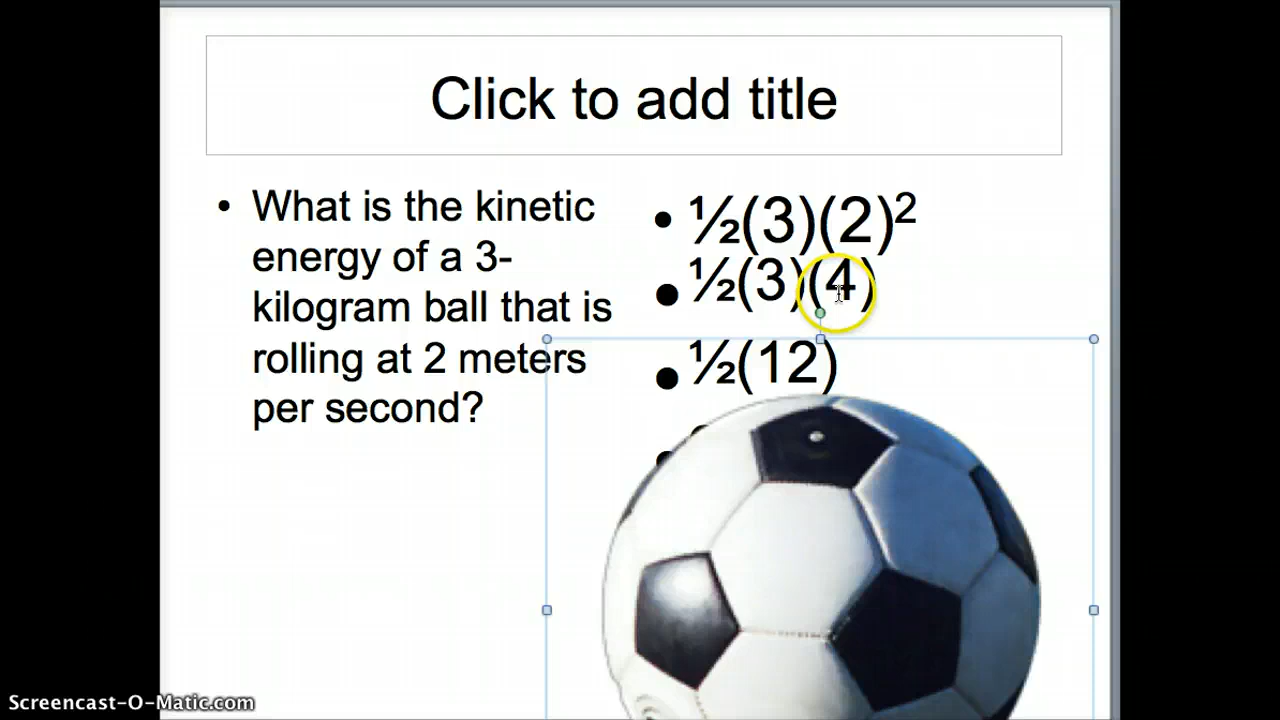 Click to add title
• What is the kinetic
energy of a 3-
kilogram ball that is
rolling at 2 meters
per second?
• ½(3)(2)²
• ½(3)(4)
• ½(12)
Screencast-O-Matic.com